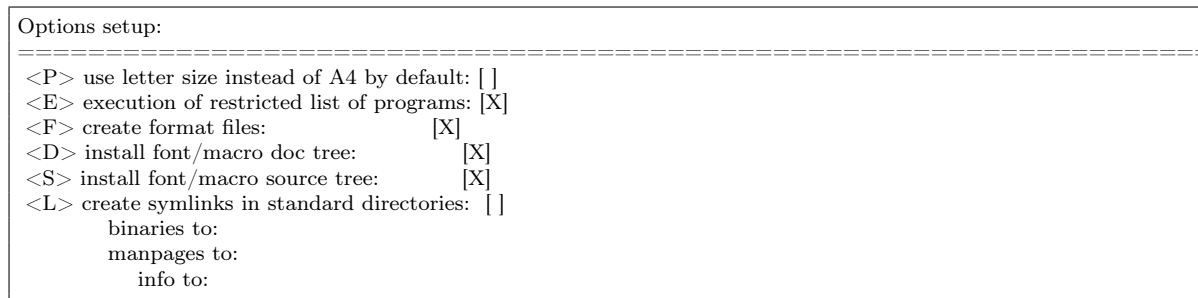 Options setup:
===============================================================================
<P> use letter size instead of A4 by default: [ ]
<E> execution of restricted list of programs: [X]
<F> create format files: [X]
<D> install font/macro doc tree: [X]
<S> install font/macro source tree: [X]
<L> create symlinks in standard directories: [ ]
binaries to:
manpages to:
info to: